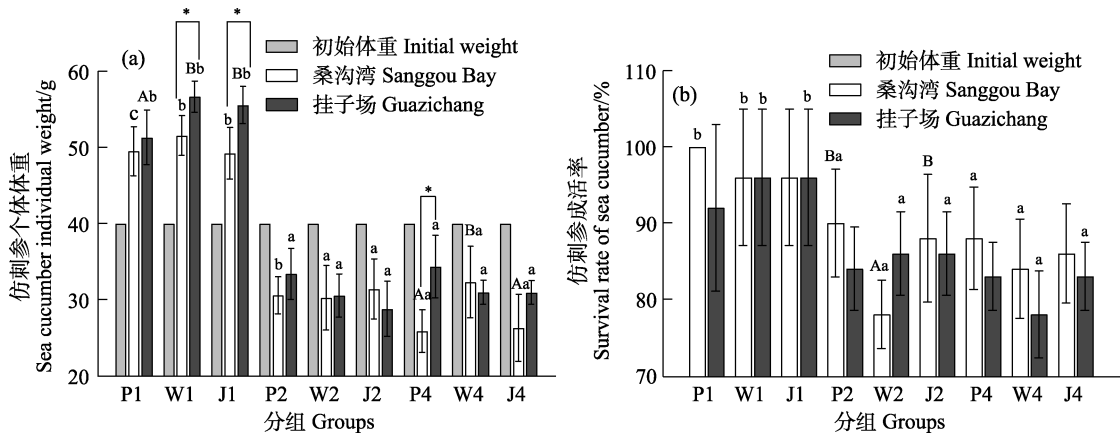 (a)
初始体重 Initial weight
桑沟湾 Sanggou Bay
挂子场 Guazichang
仿刺参个体体重
Sea cucumber individual weight/g
60
50
40
30
20
* * *
c Ab b Bb b Bb b a a a a a Aa a Ba a Aa a
P1 W1 J1 P2 W2 J2 P4 W4 J4
分组 Groups
(b)
初始体重 Initial weight
桑沟湾 Sanggou Bay
挂子场 Guazichang
仿刺参成活率
Survival rate of sea cucumber/%
110
100
90
80
70
b b b b Ba Aa a B a a a a a
P1 W1 J1 P2 W2 J2 P4 W4 J4
分组 Groups